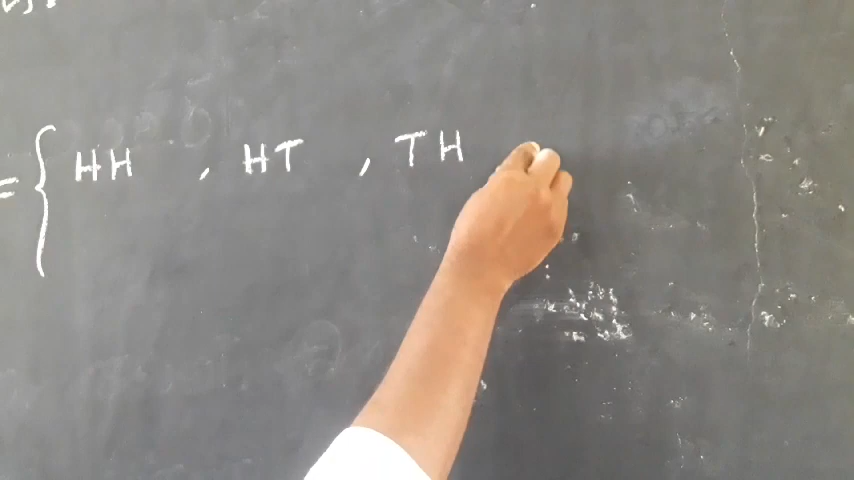 = { HH , HT , TH